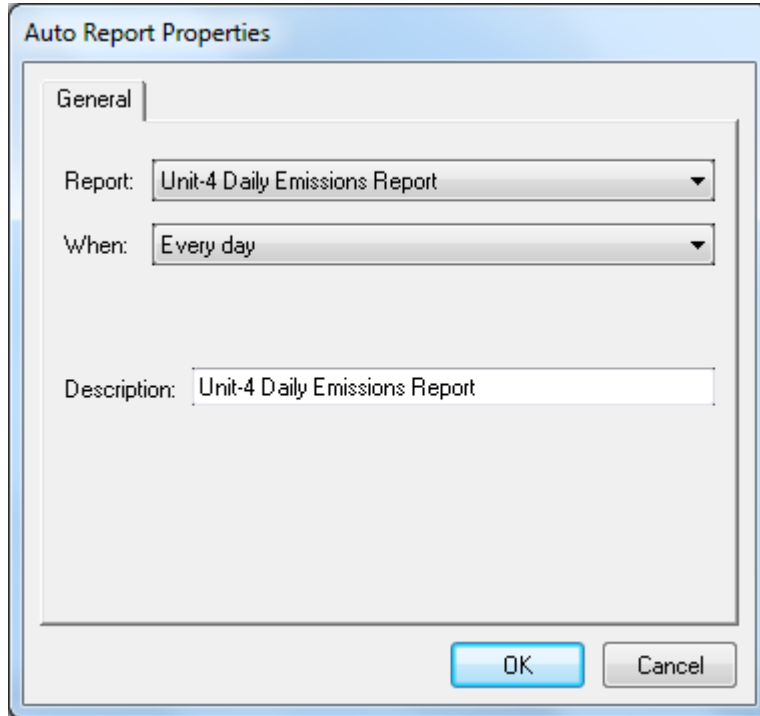 Auto Report Properties
General
Report: Unit-4 Daily Emissions Report
When: Every day
Description: Unit-4 Daily Emissions Report
OK Cancel